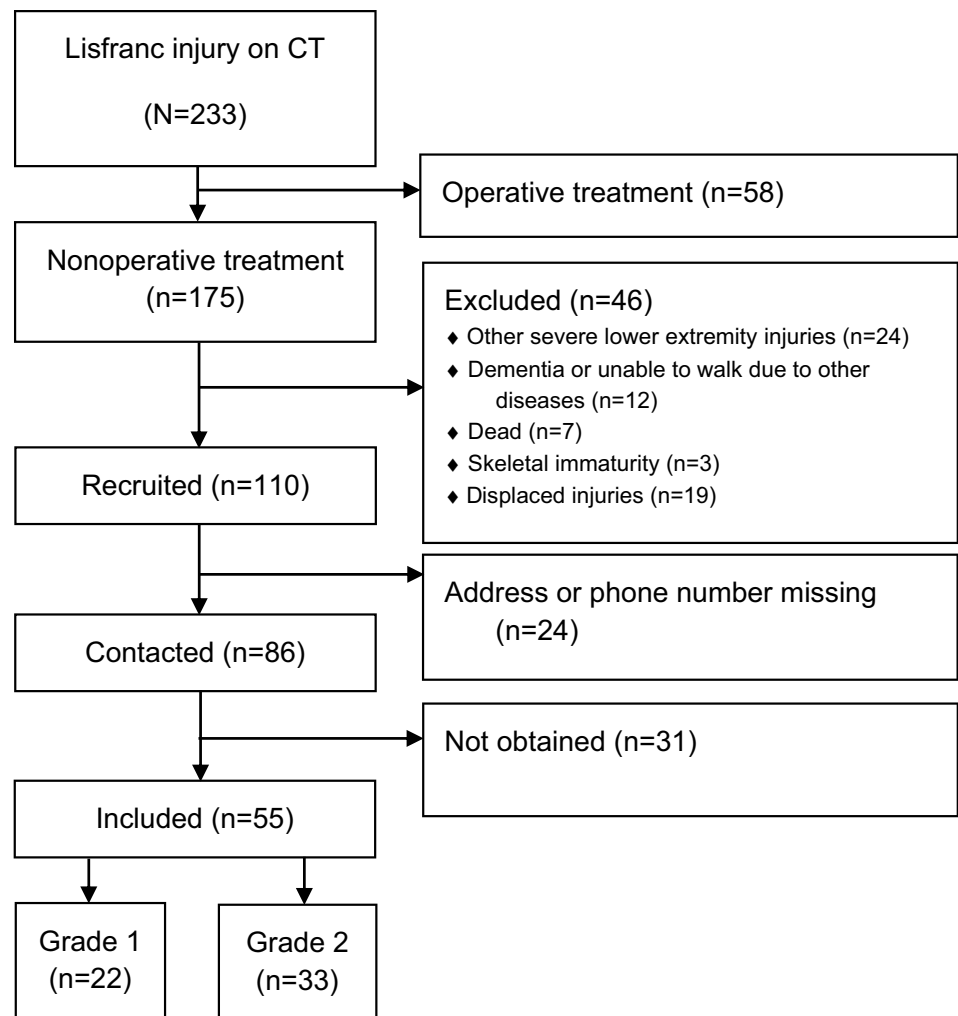 Lisfranc injury on CT
(N=233)
Operative treatment (n=58)
Nonoperative treatment
(n=175)
Excluded (n=46)
♦ Other severe lower extremity injuries (n=24)
♦ Dementia or unable to walk due to other
diseases (n=12)
♦ Dead (n=7)
♦ Skeletal immaturity (n=3)
♦ Displaced injuries (n=19)
Recruited (n=110)
Address or phone number missing
(n=24)
Contacted (n=86)
Not obtained (n=31)
Included (n=55)
Grade 1
(n=22)
Grade 2
(n=33)